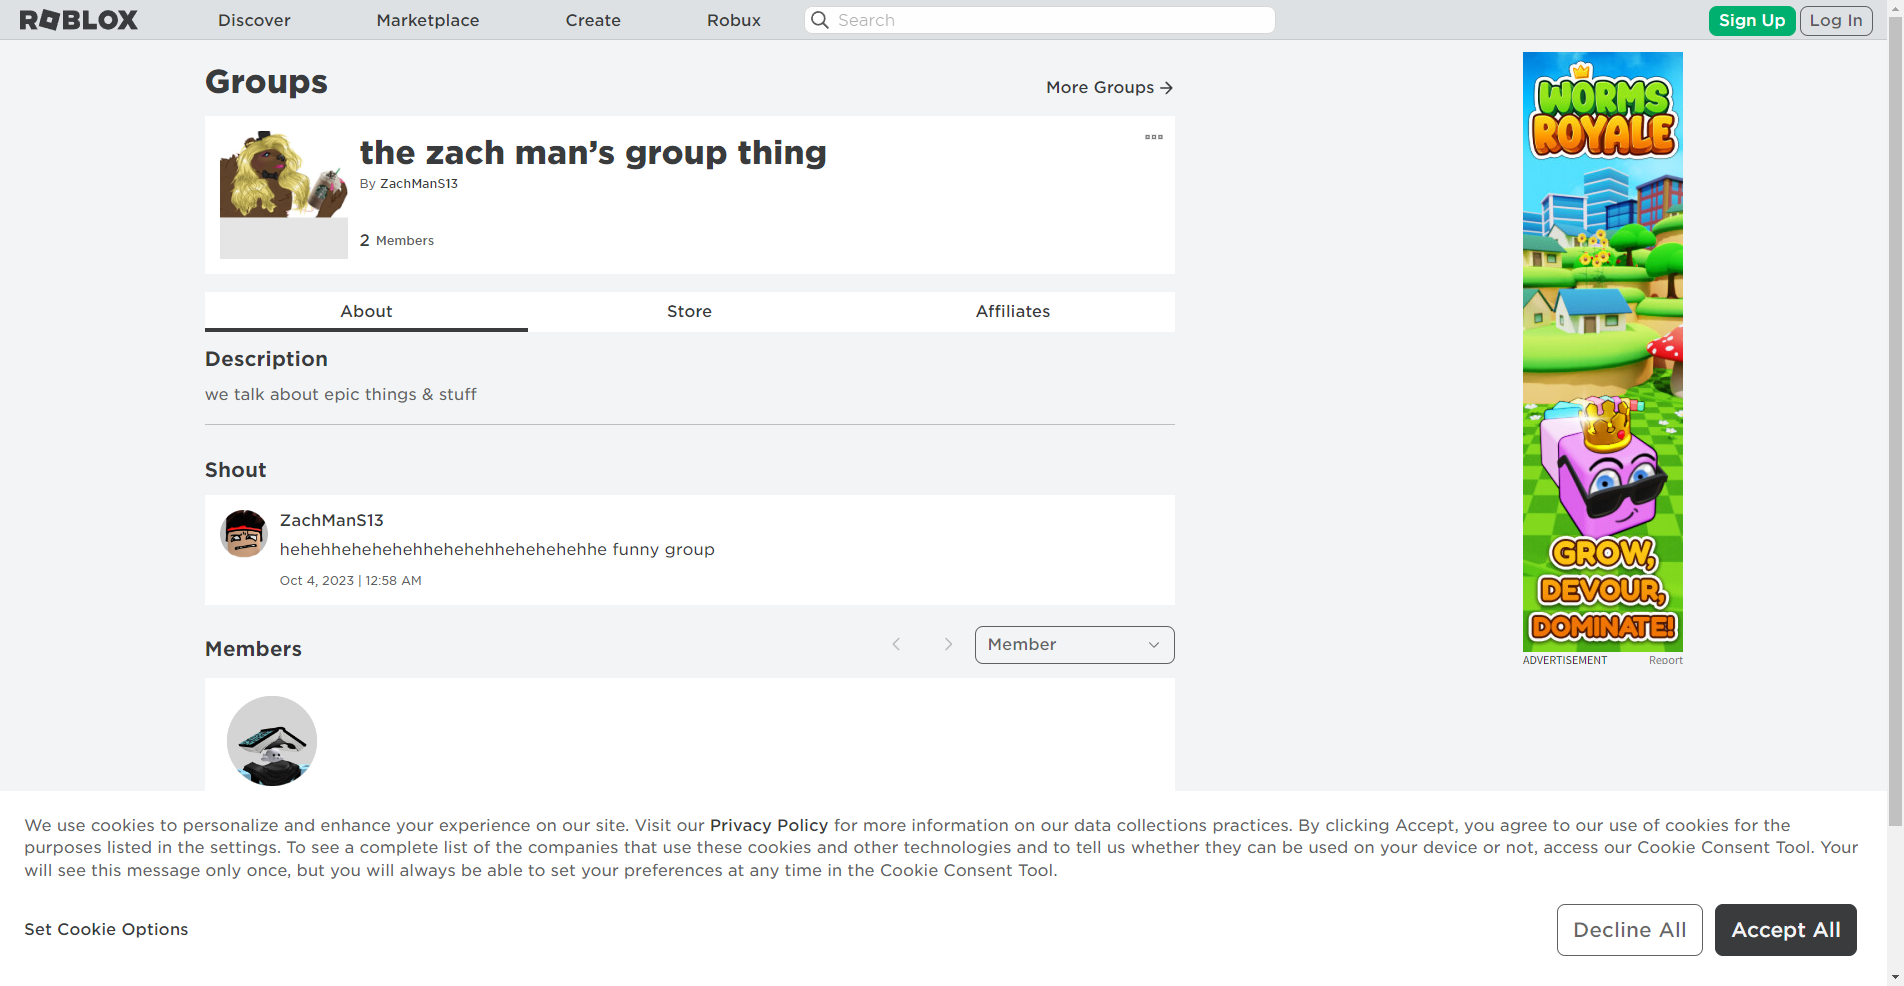 ROBLOX
Discover
Marketplace
Create
Robux
Search
Sign Up
Log In
Groups
More Groups
the zach man's group thing
By ZachManS13
2 Members
About
Store
Affiliates
Description
we talk about epic things & stuff
Shout
ZachManS13
hehehhehehehehhehehehhehehehehhe funny group
Oct 4, 2023 | 12:58 AM
Members
Member
WORMS
ROYALE
GROW,
DEVOUR,
DOMINATE!
ADVERTISEMENT
Report
We use cookies to personalize and enhance your experience on our site. Visit our Privacy Policy for more information on our data collections practices. By clicking Accept, you agree to our use of cookies for the
purposes listed in the settings. To see a complete list of the companies that use these cookies and other technologies and to tell us whether they can be used on your device or not, access our Cookie Consent Tool. Your
will see this message only once, but you will always be able to set your preferences at any time in the Cookie Consent Tool.
Set Cookie Options
Decline All
Accept All